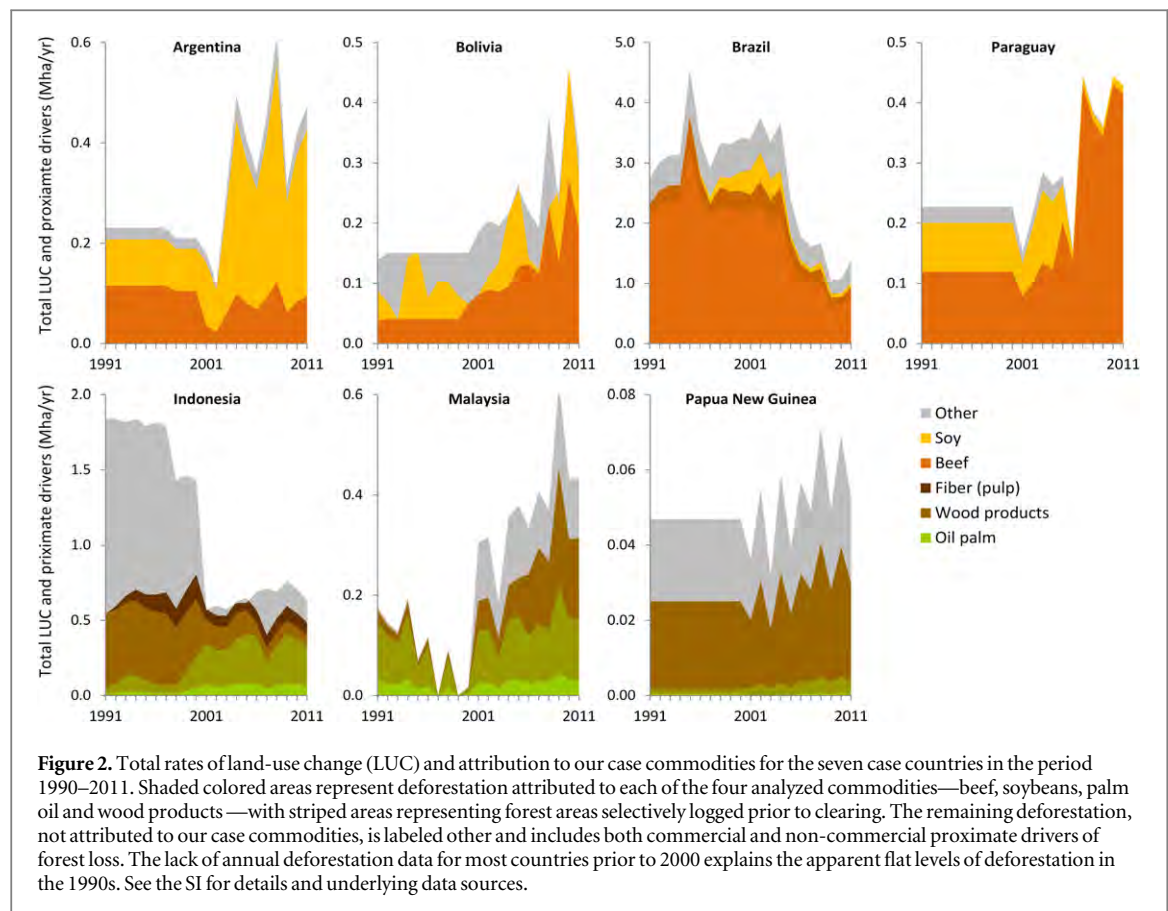 Argentina
Bolivia
Brazil
Paraguay
Total LUC and proxiamte drivers (Mha/yr)
0.6
0.4
0.2
0.0
1991 2001 2011
0.5
0.4
0.3
0.2
0.1
0.0
1991 2001 2011
5.0
4.0
3.0
2.0
1.0
0.0
1991 2001 2011
0.5
0.4
0.3
0.2
0.1
0.0
1991 2001 2011
Indonesia
Malaysia
Papua New Guinea
Total LUC and priximate drivers (Mha/yr)
2.0
1.5
1.0
0.5
0.0
1991 2001 2011
0.6
0.4
0.2
0.0
1991 2001 2011
0.08
0.06
0.04
0.02
0.00
1991 2001 2011
Other
Soy
Beef
Fiber (pulp)
Wood products
Oil palm
Figure 2. Total rates of land-use change (LUC) and attribution to our case commodities for the seven case countries in the period
1990–2011. Shaded colored areas represent deforestation attributed to each of the four analyzed commodities—beef, soybeans, palm
oil and wood products —with striped areas representing forest areas selectively logged prior to clearing. The remaining deforestation,
not attributed to our case commodities, is labeled other and includes both commercial and non-commercial proximate drivers of
forest loss. The lack of annual deforestation data for most countries prior to 2000 explains the apparent flat levels of deforestation in
the 1990s. See the SI for details and underlying data sources.